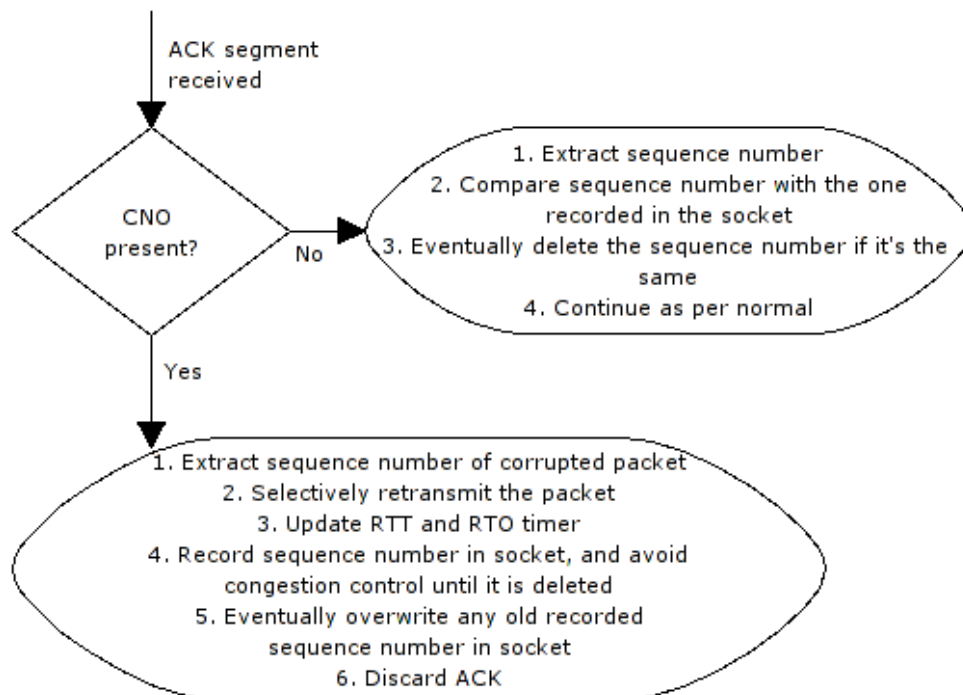 ACK segment
received
CNO
present?
No
1. Extract sequence number
2. Compare sequence number with the one
recorded in the socket
3. Eventually delete the sequence number if it's the
same
4. Continue as per normal
Yes
1. Extract sequence number of corrupted packet
2. Selectively retransmit the packet
3. Update RTT and RTO timer
4. Record sequence number in socket, and avoid
congestion control until it is deleted
5. Eventually overwrite any old recorded
sequence number in socket
6. Discard ACK